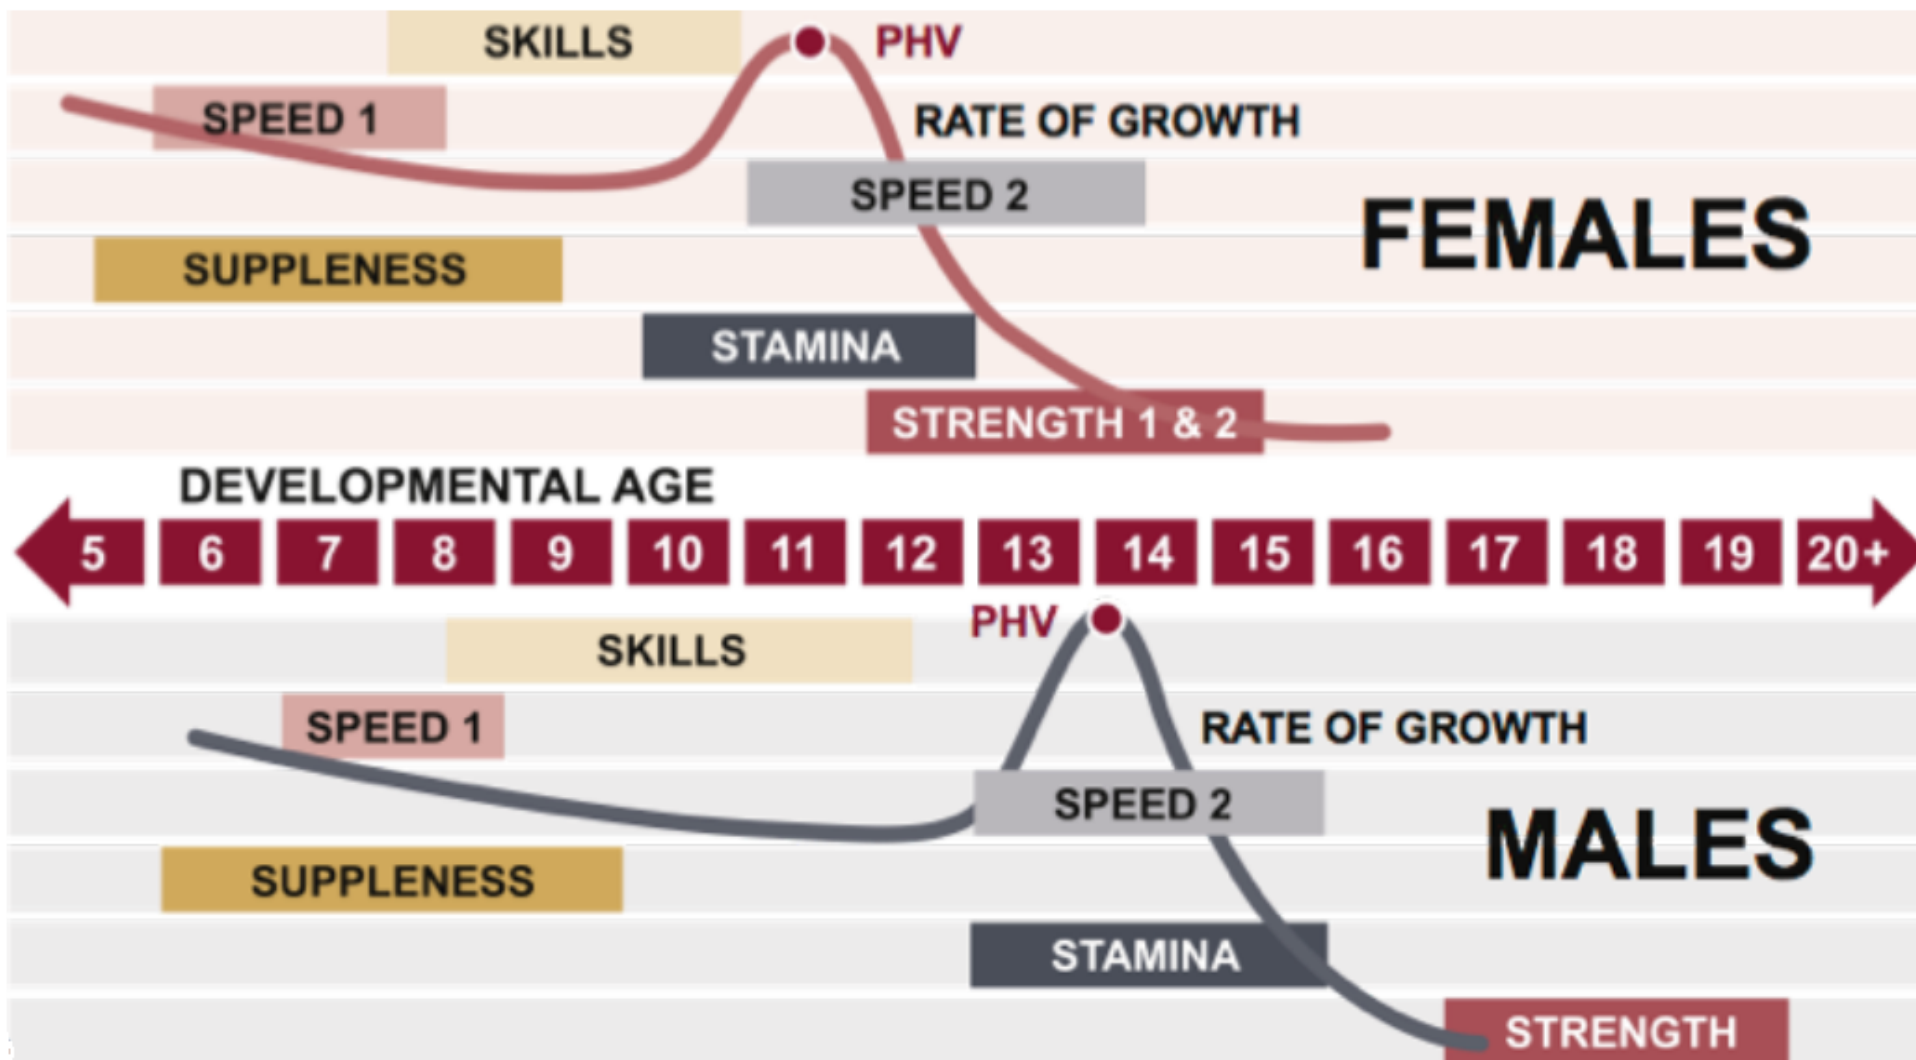 SKILLS
PHV
SPEED 1
RATE OF GROWTH
SPEED 2
FEMALES
SUPPLENESS
STAMINA
STRENGTH 1 & 2
DEVELOPMENTAL AGE
5 6 7 8 9 10 11 12 13 14 15 16 17 18 19 20+
PHV
SKILLS
SPEED 1
RATE OF GROWTH
SPEED 2
MALES
SUPPLENESS
STAMINA
STRENGTH